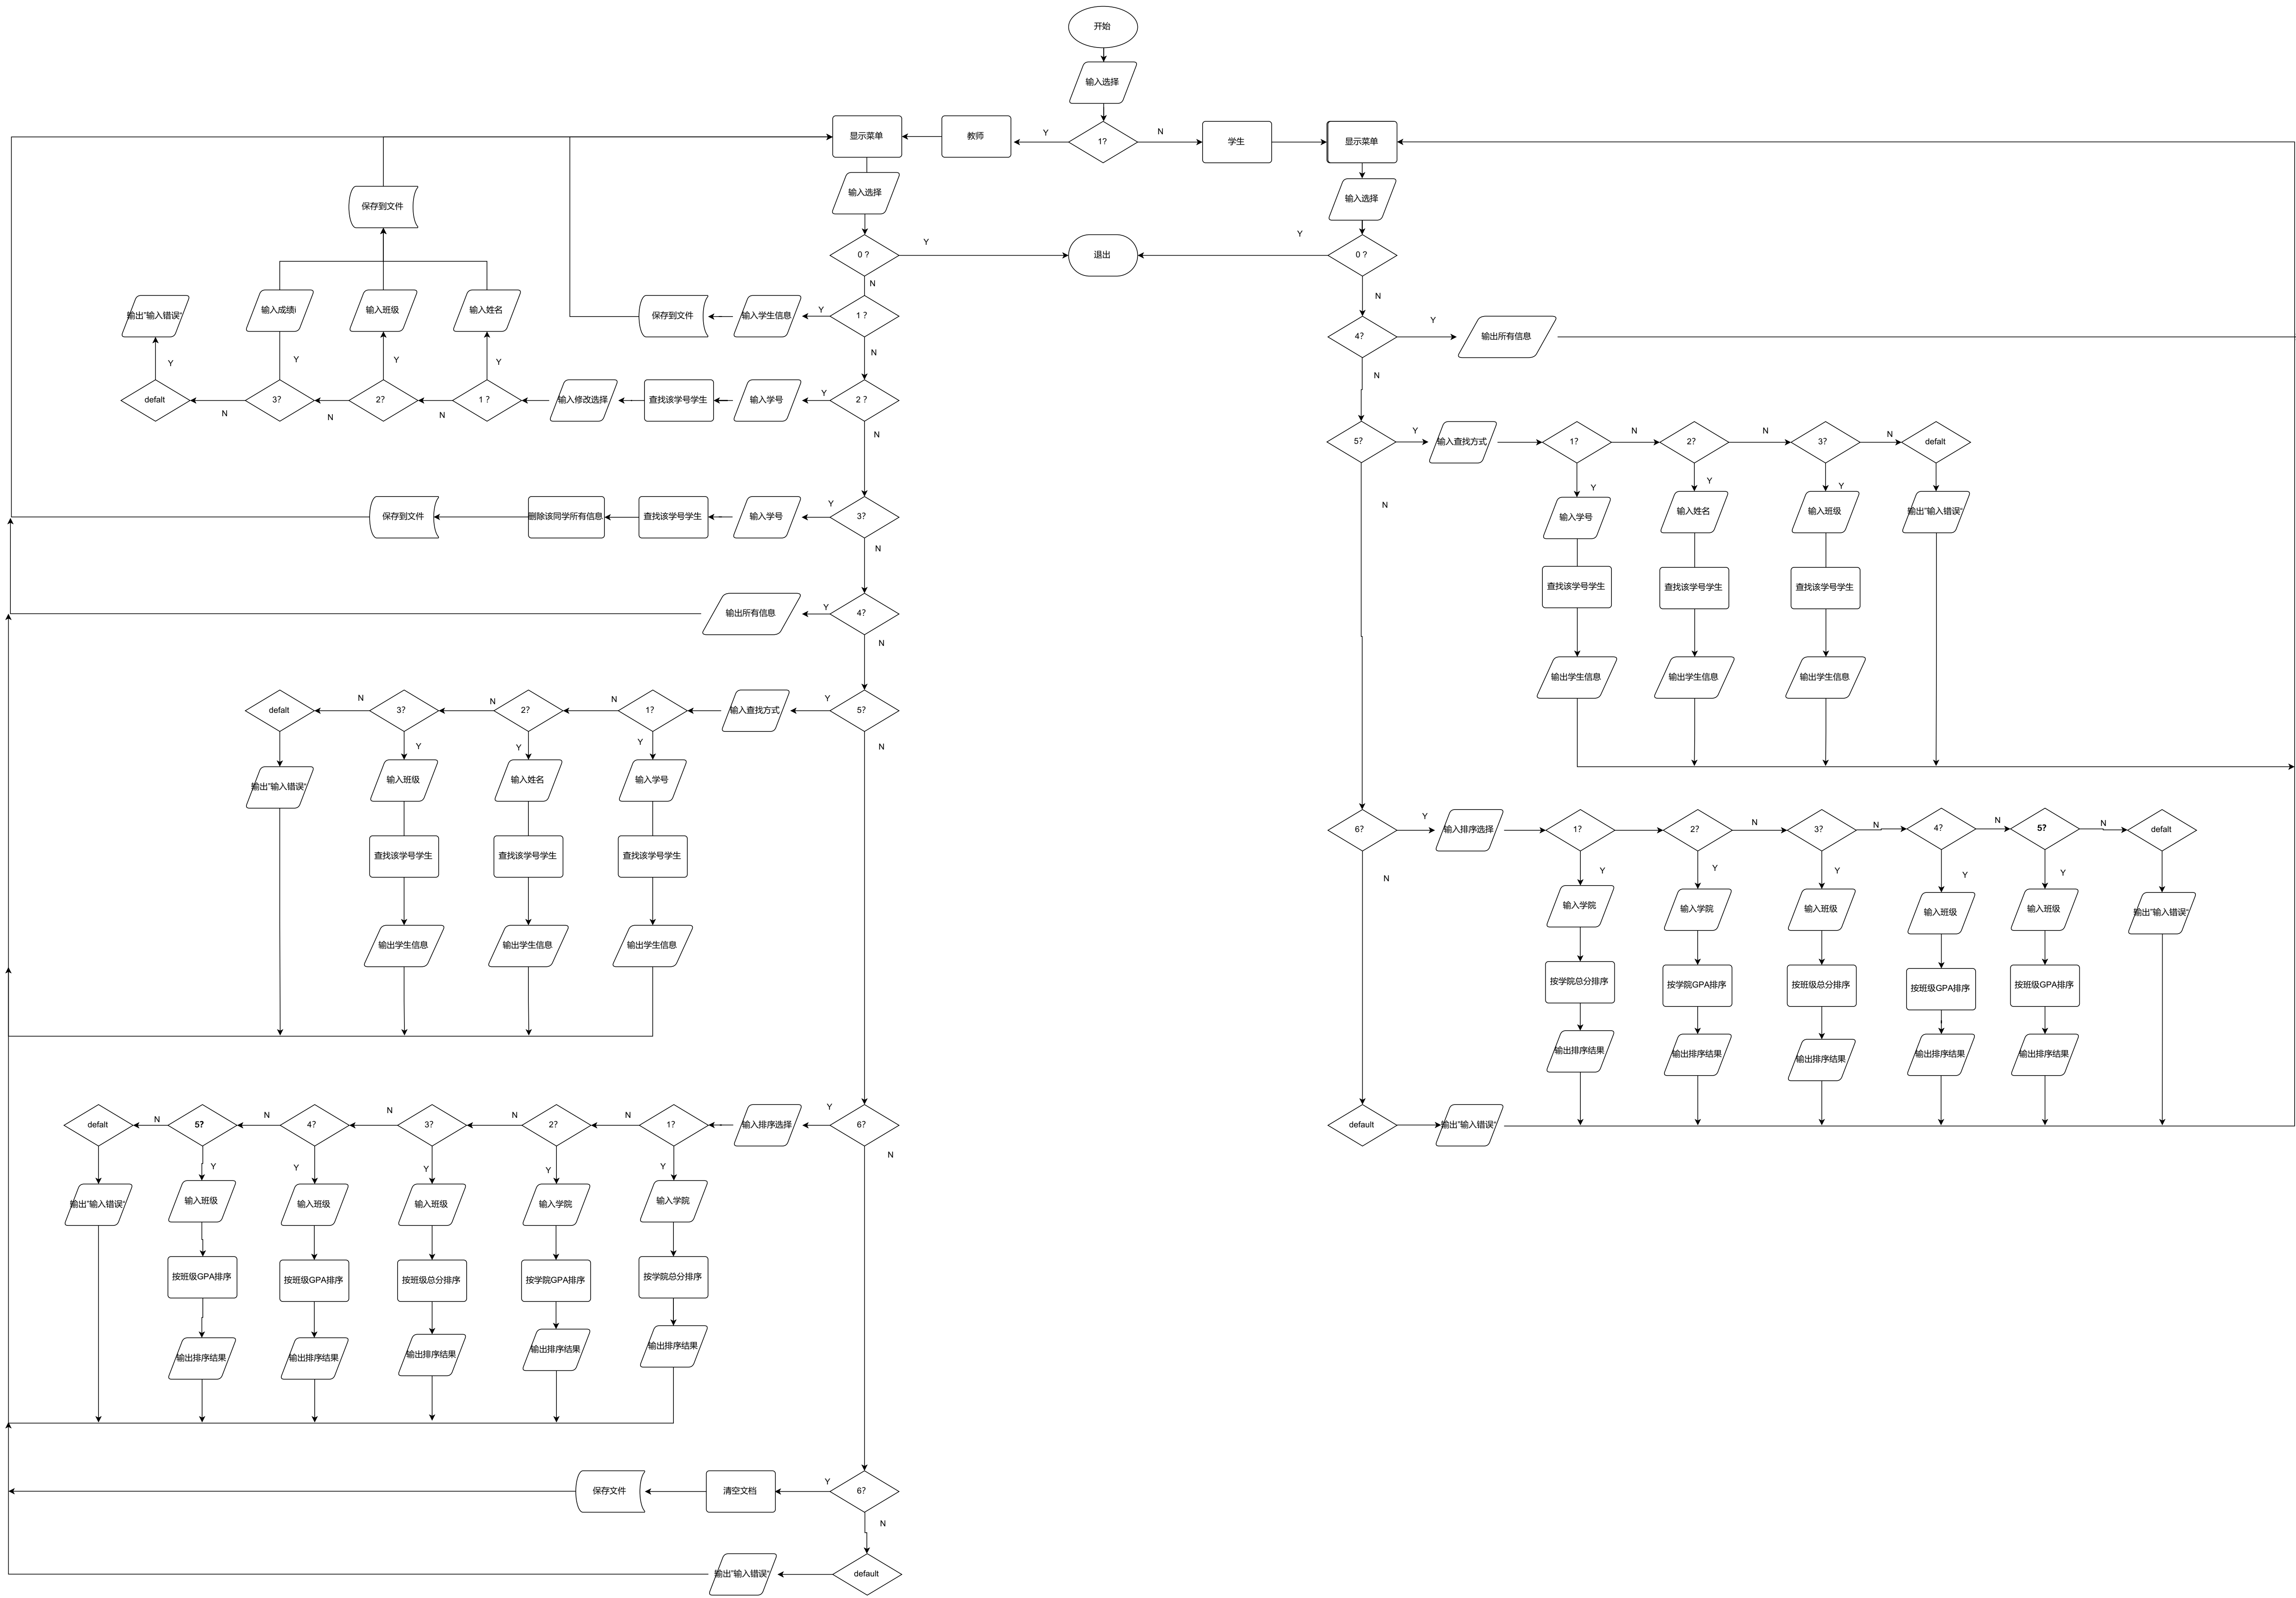 开始
输入选择
1?
Y
N
教师
学生
显示菜单
显示菜单
输入选择
输入选择
0 ?
Y
退出
Y
0 ?
N
N
保存到文件
输出"输入错误"
输入成绩i
输入班级
输入姓名
保存到文件
输入学生信息
Y
1 ?
N
Y
Y
Y
Y
defalt
N
3?
N
2?
N
1 ?
输入修改选择
查找该学号学生
输入学号
Y
2 ?
N
保存到文件
删除该同学所有信息
查找该学号学生
输入学号
Y
3?
N
输出所有信息
Y
4?
N
defalt
N
3?
N
2?
N
1?
输入查找方式
Y
5?
N
Y
Y
Y
输出"输入错误"
输入班级
输入姓名
输入学号
查找该学号学生
查找该学号学生
查找该学号学生
输出学生信息
输出学生信息
输出学生信息
defalt
N
5?
N
4?
N
3?
N
2?
N
1?
输入排序选择
Y
6?
N
Y
Y
Y
Y
Y
输出"输入错误"
输入班级
输入班级
输入班级
输入学院
输入学院
按班级GPA排序
按班级GPA排序
按班级总分排序
按学院GPA排序
按学院总分排序
输出排序结果
输出排序结果
输出排序结果
输出排序结果
输出排序结果
保存文件
清空文档
Y
6?
N
输出"输入错误"
default
4?
Y
输出所有信息
N
5?
Y
输入查找方式
1?
N
2?
N
3?
N
defalt
N
Y
Y
Y
输入学号
输入姓名
输入班级
输出"输入错误"
查找该学号学生
查找该学号学生
查找该学号学生
输出学生信息
输出学生信息
输出学生信息
6?
Y
输入排序选择
1?
2?
N
3?
N
4?
N
5?
N
defalt
N
Y
Y
Y
Y
Y
输入学院
输入学院
输入班级
输入班级
输入班级
输出"输入错误"
按学院总分排序
按学院GPA排序
按班级总分排序
按班级GPA排序
按班级GPA排序
输出排序结果
输出排序结果
输出排序结果
输出排序结果
输出排序结果
default
输出"输入错误"